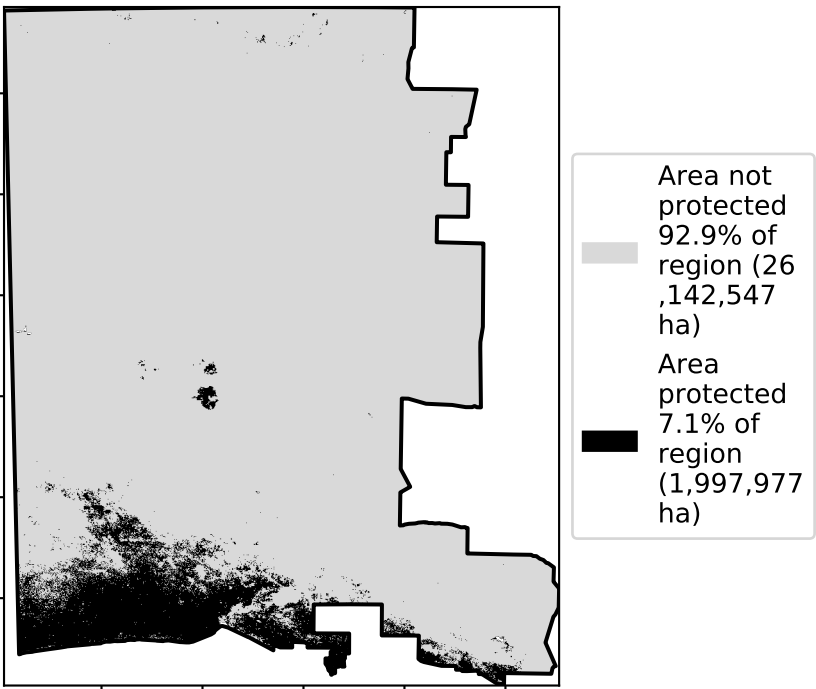 Area not
protected
92.9% of
region (26
,142,547
ha)
Area
protected
7.1% of
region
(1,997,977
ha)